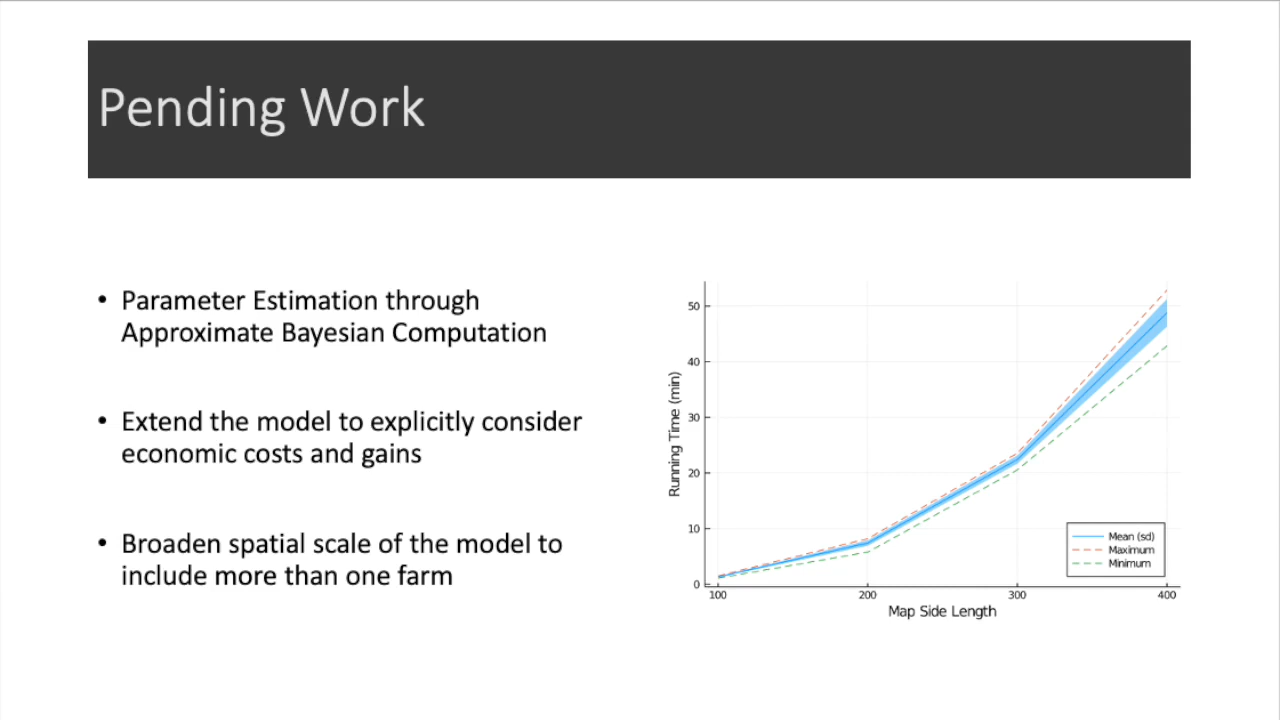 Pending Work
• Parameter Estimation through
Approximate Bayesian Computation
• Extend the model to explicitly consider
economic costs and gains
• Broaden spatial scale of the model to
include more than one farm
Running Time (min)
50
40
30
20
10
0
100 200 300 400
Map Side Length
Mean (sd)
Maximum
Minimum